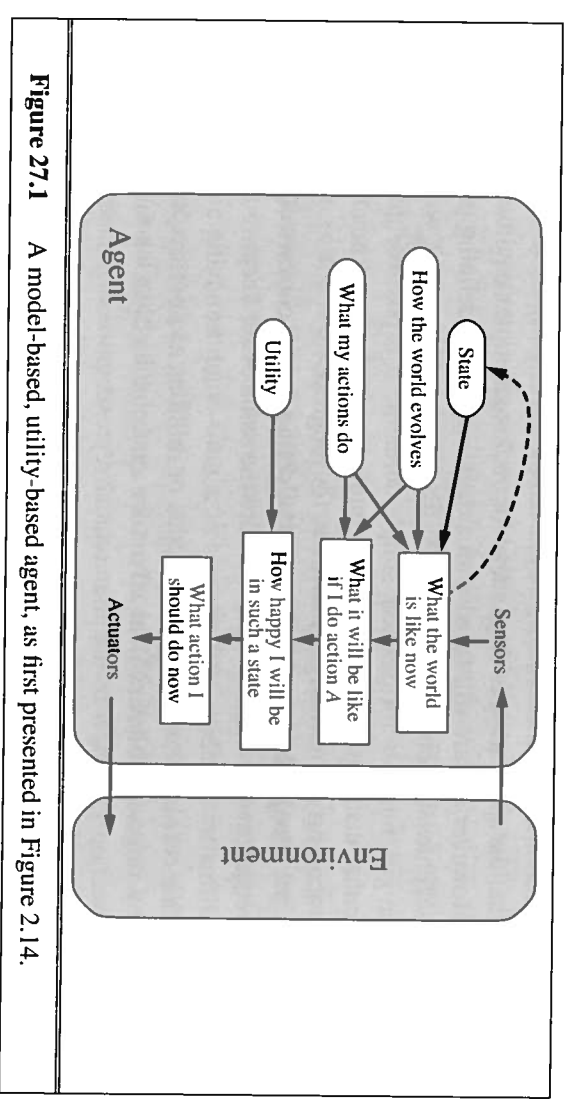 Sensors
State
What the world
is like now
How the world evolves
What my actions do
What it will be like
if I do action A
Utility
How happy I will be
in such a state
What action I
should do now
Agent
Actuators
Environment
Figure 27.1 A model-based, utility-based agent, as first presented in Figure 2.14.